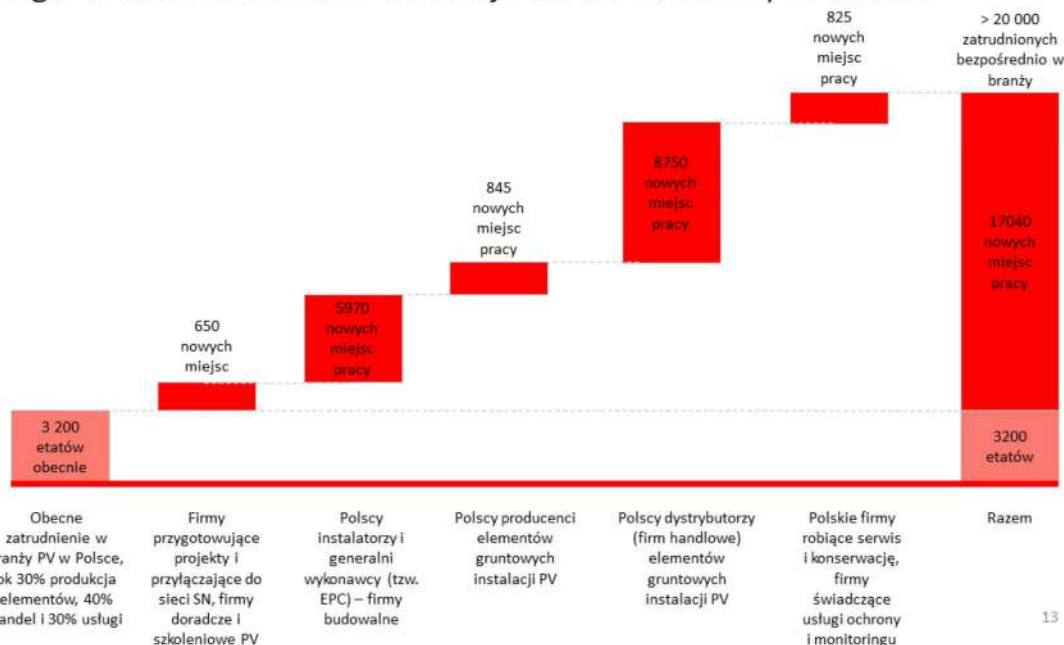 825
nowych
miejsc
pracy
> 20 000
zatrudnionych
bezpośrednio w
branży
8750
nowych
miejsc
pracy
845
nowych
miejsc
pracy
17040
nowych
miejsc
pracy
5970
nowych
miejsc
pracy
650
nowych
miejsc
3 200
etatów
obecnie
3200
etatów
Obecne
zatrudnienie w
branży PV w Polsce,
ok 30% produkcja
elementów, 40%
handel i 30% usługi
Firmy
przygotowujące
projekty i
przyłączające do
sieci SN, firmy
doradcze i
szkoleniowe PV
Polscy
instalatorzy i
generalni
wykonawcy (tzw.
EPC) – firmy
budowalne
Polscy producenci
elementów
gruntowych
instalacji PV
Polscy dystrybutorzy
(firm handlowe)
elementów
gruntowych
instalacji PV
Polskie firmy
robiące serwis
i konserwację,
firmy
świadczące
usługi ochrony
i monitoringu
Razem
13